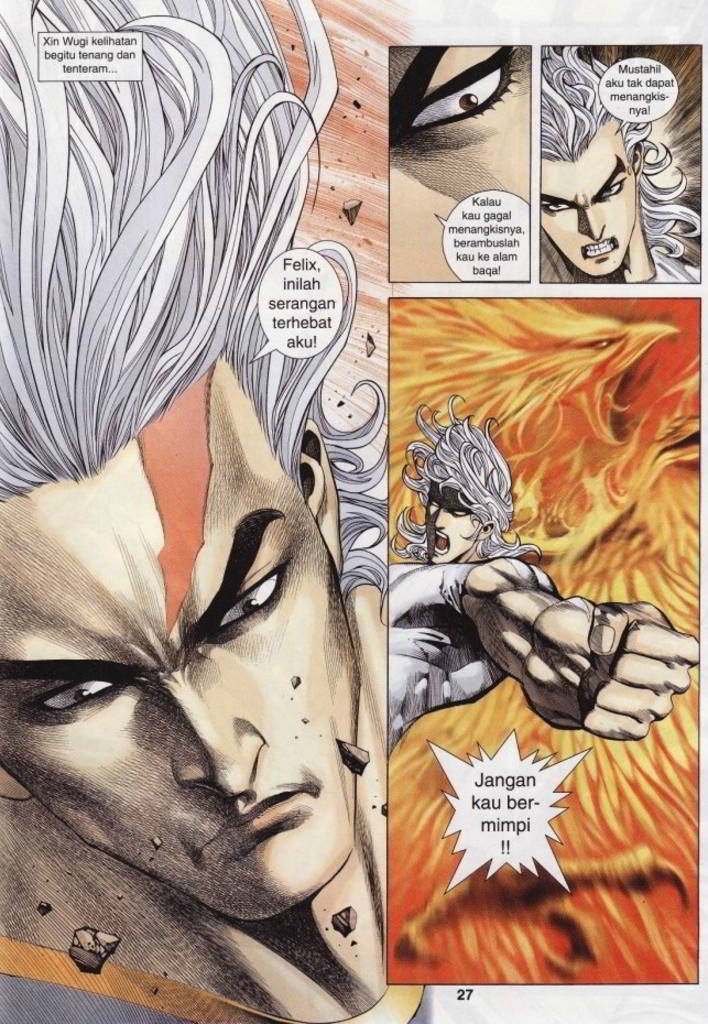 Xin Wugi kelihatan
begitu tenang dan
tenteram...
Felix,
inilah
serangan
terhebat
aku!
Kalau
kau gagal
menangkisnya,
berambuslah
kau ke alam
baqa!
Mustahil
aku tak dapat
menangkis-
nya!
Jangan
kau ber-
mimpi
!!
27